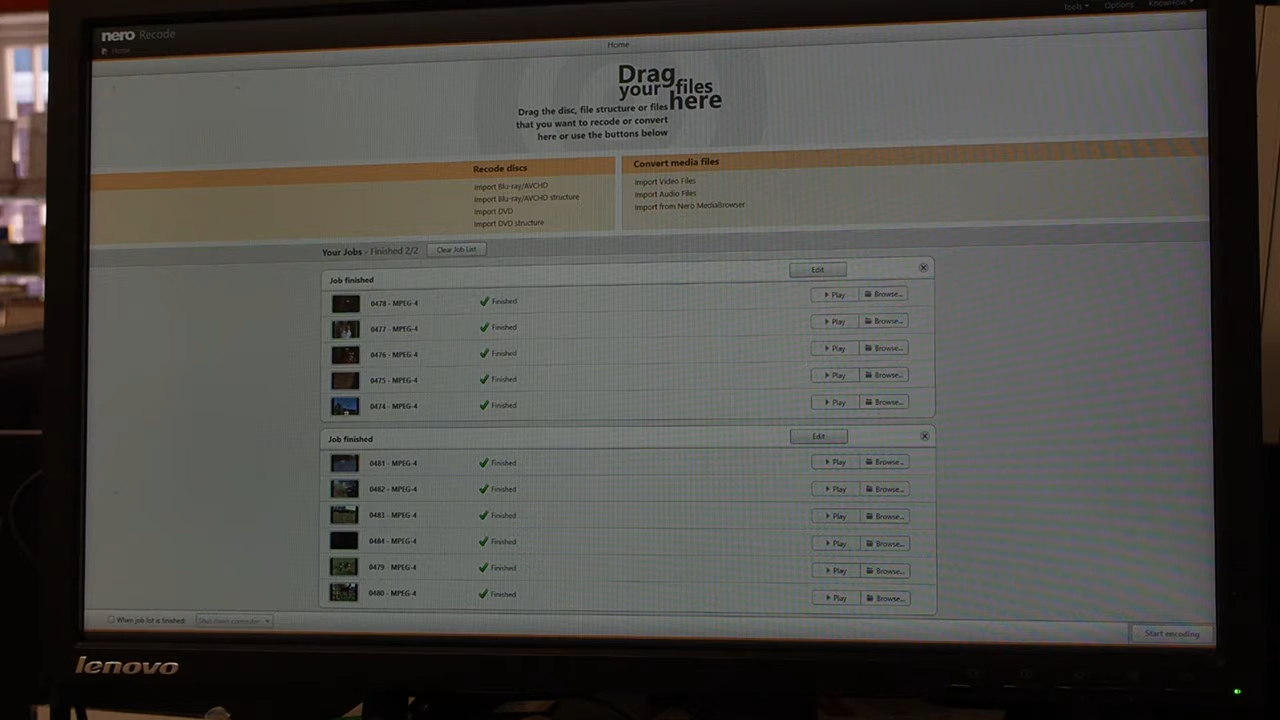 nero Recode
Tools Options KnowHow
Home
Home
Drag
your files
here
Drag the disc, file structure or files
that you want to recode or convert
here or use the buttons below
Recode discs
Import Blu-ray/AVCHD
Import Blu-ray/AVCHD structure
Import DVD
Import DVD structure
Convert media files
Import Video Files
Import Audio Files
Import from Nero MediaBrowser
Your Jobs - Finished 2/2 Clear Job List
Job finished Edit
0478 - MPEG-4 Finished Play Browse...
0477 - MPEG-4 Finished Play Browse...
0476 - MPEG-4 Finished Play Browse...
0475 - MPEG-4 Finished Play Browse...
0474 - MPEG-4 Finished Play Browse...
Job finished Edit
0481 - MPEG-4 Finished Play Browse...
0482 - MPEG-4 Finished Play Browse...
0483 - MPEG-4 Finished Play Browse...
0484 - MPEG-4 Finished Play Browse...
0479 - MPEG-4 Finished Play Browse...
0480 - MPEG-4 Finished Play Browse...
When job list is finished: Shut down computer
Start encoding
lenovo